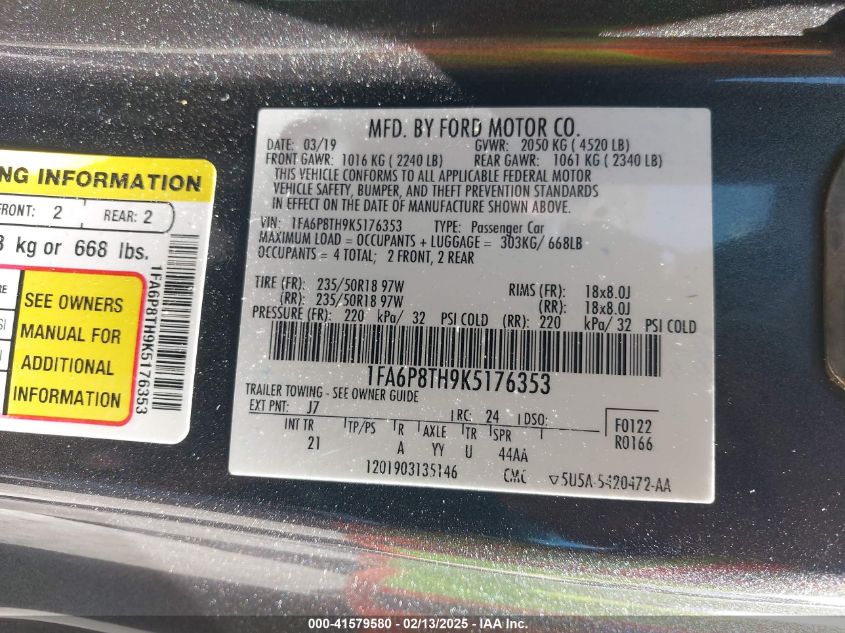 NG INFORMATION
FRONT: 2 REAR: 2
kg or 668 lbs.
SEE OWNERS
MANUAL FOR
ADDITIONAL
INFORMATION
1FA6P8TH9K5176353
MFD. BY FORD MOTOR CO.
DATE: 03/19 GVWR: 2050 KG ( 4520 LB)
FRONT GAWR: 1016 KG ( 2240 LB) REAR GAWR: 1061 KG ( 2340 LB)
THIS VEHICLE CONFORMS TO ALL APPLICABLE FEDERAL MOTOR
VEHICLE SAFETY, BUMPER, AND THEFT PREVENTION STANDARDS
IN EFFECT ON THE DATE OF MANUFACTURE SHOWN ABOVE.
VIN: 1FA6P8TH9K5176353 TYPE: Passenger Car
MAXIMUM LOAD = OCCUPANTS + LUGGAGE = 303KG/ 668LB
OCCUPANTS = 4 TOTAL; 2 FRONT, 2 REAR
TIRE (FR): 235/50R18 97W RIMS (FR): 18x8.0J
(RR): 235/50R18 97W (RR): 18x8.0J
PRESSURE (FR): 220 kPa/ 32 PSI COLD (RR): 220 kPa/ 32 PSI COLD
1FA6P8TH9K5176353
TRAILER TOWING - SEE OWNER GUIDE
EXT PNT: J7 RC: 24 DSO: F0122
INT TR TP/PS R AXLE TR SPR R0166
21 A YY U 44AA
1201903135146 CMC ▽5U5A-5420472-AA
000-41579580 - 02/13/2025 - IAA Inc.